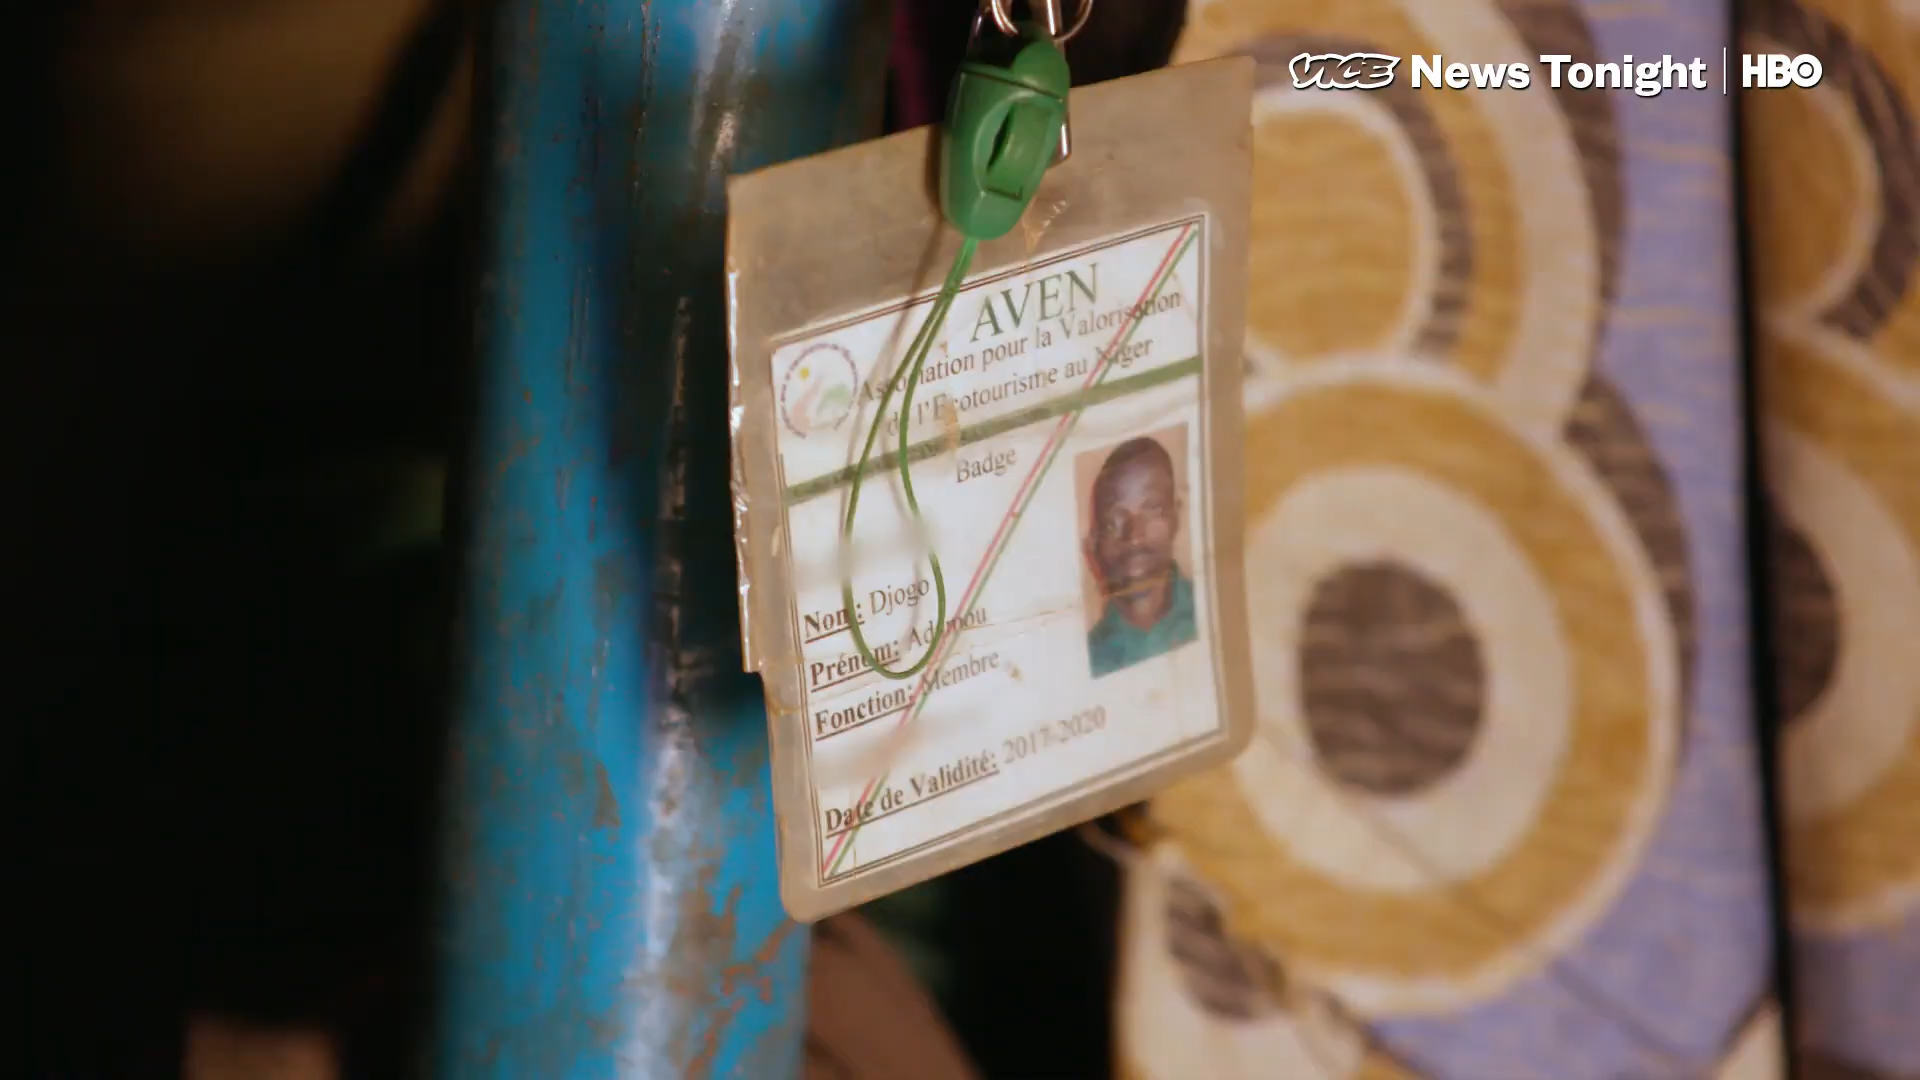 VICE News Tonight | HBO
AVEN
Association pour la Valorisation
de l'Ecotourisme au Niger
Badge
Nom: Djogo
Prénom: Adamou
Fonction: Membre
Date de Validité: 2017-2020